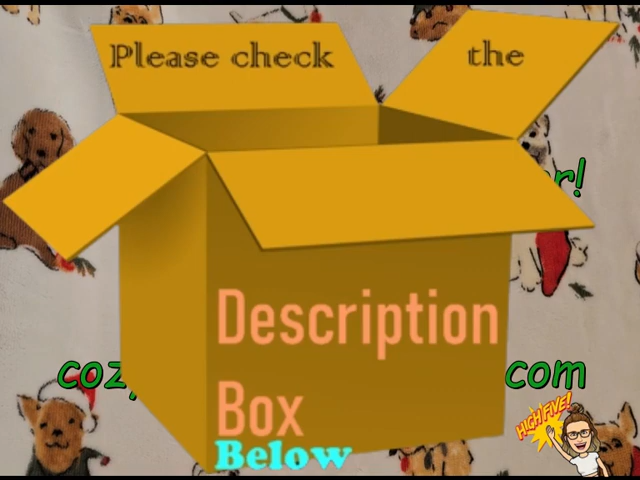 Please check the
r!
Description
coz com
Box
Below
HIGH FIVE!